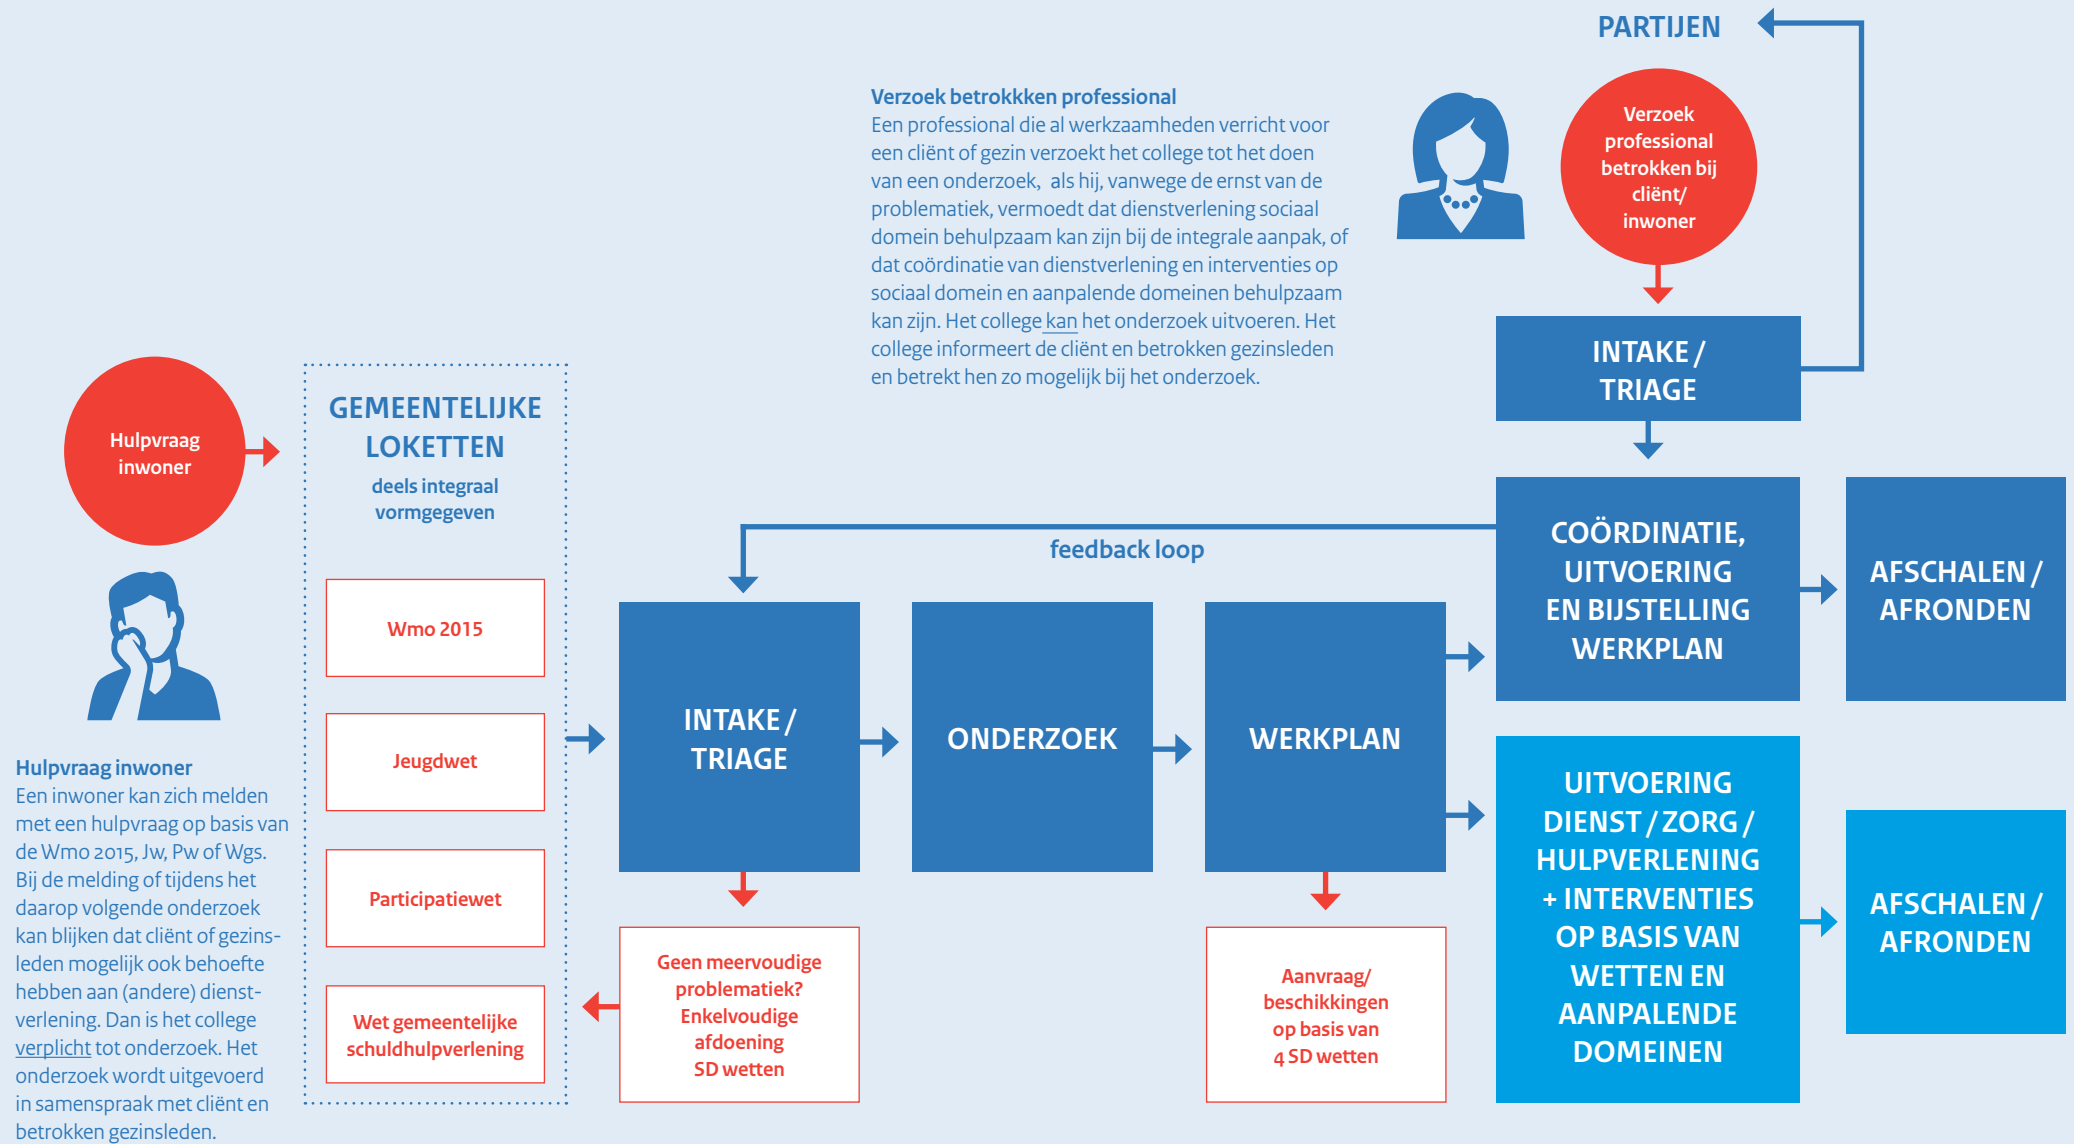 PARTIJEN
Verzoek betrokkken professional
Een professional die al werkzaamheden verricht voor
een cliënt of gezin verzoekt het college tot het doen
van een onderzoek, als hij, vanwege de ernst van de
problematiek, vermoedt dat dienstverlening sociaal
domein behulpzaam kan zijn bij de integrale aanpak, of
dat coördinatie van dienstverlening en interventies op
sociaal domein en aanpalende domeinen behulpzaam
kan zijn. Het college kan het onderzoek uitvoeren. Het
college informeert de cliënt en betrokken gezinsleden
en betrekt hen zo mogelijk bij het onderzoek.
Verzoek
professional
betrokken bij
cliënt/
inwoner
INTAKE /
TRIAGE
Hulpvraag
inwoner
GEMEENTELIJKE
LOKETTEN
deels integraal
vormgegeven
Wmo 2015
Jeugdwet
Participatiewet
Wet gemeentelijke
schuldhulpverlening
Hulpvraag inwoner
Een inwoner kan zich melden
met een hulpvraag op basis van
de Wmo 2015, Jw, Pw of Wgs.
Bij de melding of tijdens het
daarop volgende onderzoek
kan blijken dat cliënt of gezins-
leden mogelijk ook behoefte
hebben aan (andere) dienst-
verlening. Dan is het college
verplicht tot onderzoek. Het
onderzoek wordt uitgevoerd
in samenspraak met cliënt en
betrokken gezinsleden.
feedback loop
INTAKE /
TRIAGE
ONDERZOEK
WERKPLAN
Geen meervoudige
problematiek?
Enkelvoudige
afdoening
SD wetten
Aanvraag/
beschikkingen
op basis van
4 SD wetten
COÖRDINATIE,
UITVOERING
EN BIJSTELLING
WERKPLAN
AFSCHALEN /
AFRONDEN
UITVOERING
DIENST / ZORG /
HULPVERLENING
+ INTERVENTIES
OP BASIS VAN
WETTEN EN
AANPALENDE
DOMEINEN
AFSCHALEN /
AFRONDEN